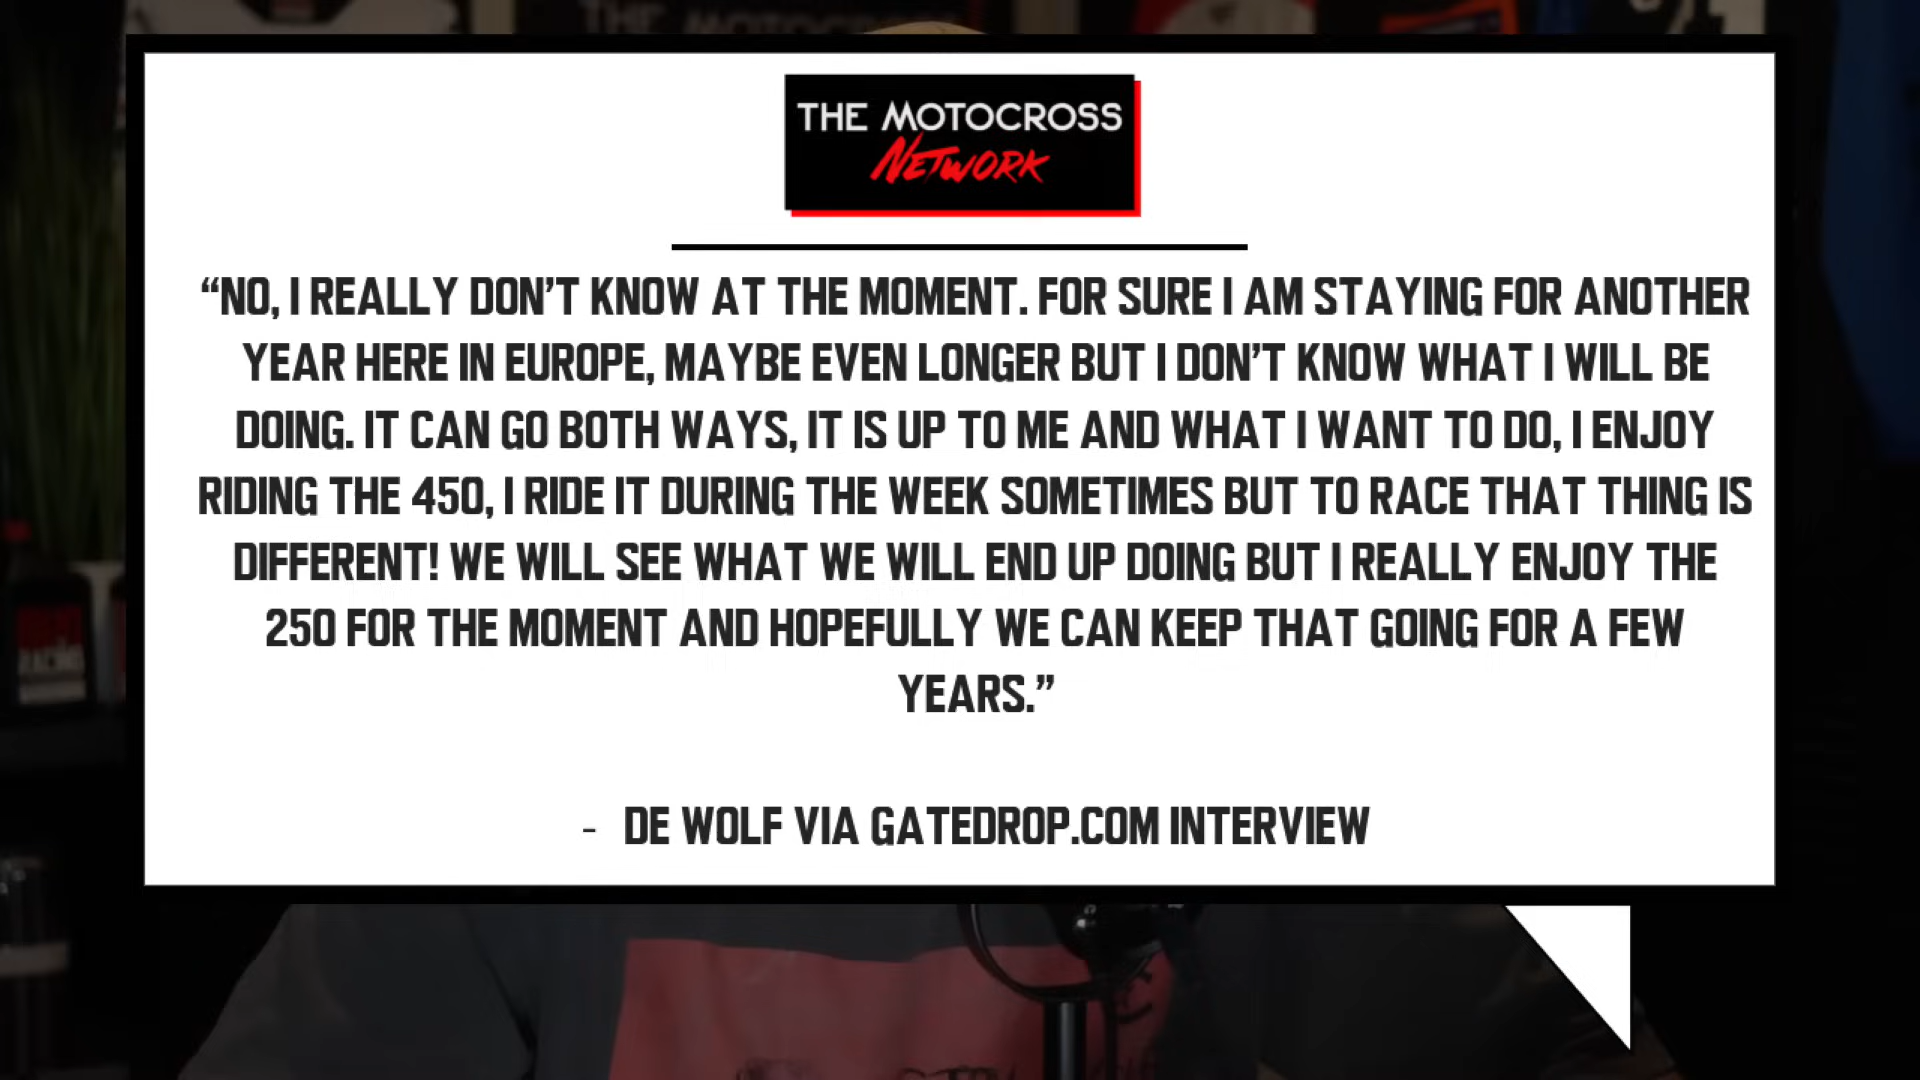 THE MOTOCROSS
THE MOTOCROSS
NETWORK
“NO, I REALLY DON’T KNOW AT THE MOMENT. FOR SURE I AM STAYING FOR ANOTHER
YEAR HERE IN EUROPE, MAYBE EVEN LONGER BUT I DON’T KNOW WHAT I WILL BE
DOING. IT CAN GO BOTH WAYS, IT IS UP TO ME AND WHAT I WANT TO DO, I ENJOY
RIDING THE 450, I RIDE IT DURING THE WEEK SOMETIMES BUT TO RACE THAT THING IS
DIFFERENT! WE WILL SEE WHAT WE WILL END UP DOING BUT I REALLY ENJOY THE
250 FOR THE MOMENT AND HOPEFULLY WE CAN KEEP THAT GOING FOR A FEW
YEARS.”
- DE WOLF VIA GATEDROP.COM INTERVIEW
RACING